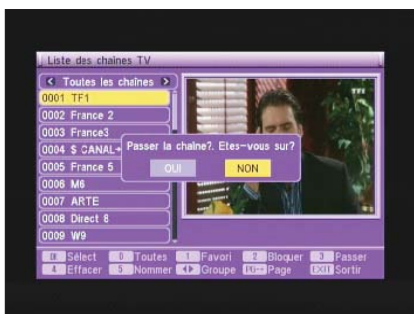 Liste des chaînes TV
Toutes les chaînes
0001 TF1
0002 France 2
0003 France3
0004 $ CANAL+
0005 France 5
0006 M6
0007 ARTE
0008 Direct 8
0009 W9
TF1
Passer la chaîne?. Etes-vous sur?
OUI
NON
OK Sélect 0 Toutes 1 Favori 2 Bloquer 3 Passer
4 Effacer 5 Nommer Groupe PG-+ Page EXIT Sortir